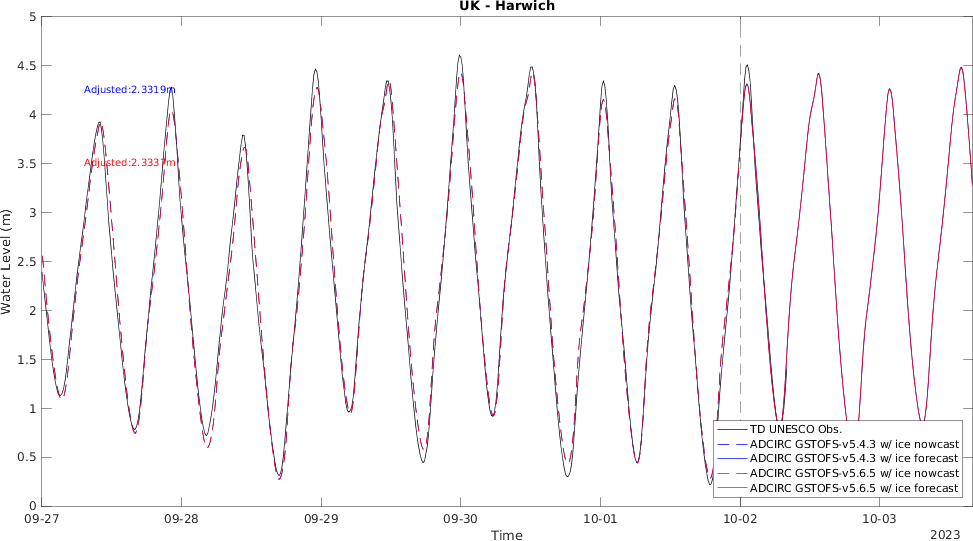 UK - Harwich
5
4.5
4
3.5
3
2.5
2
1.5
1
0.5
0
Water Level (m)
Adjusted:2.3319m
Adjusted:2.3337m
TD UNESCO Obs.
ADCIRC GSTOFS-v5.4.3 w/ ice nowcast
ADCIRC GSTOFS-v5.4.3 w/ ice forecast
ADCIRC GSTOFS-v5.6.5 w/ ice nowcast
ADCIRC GSTOFS-v5.6.5 w/ ice forecast
09-27 09-28 09-29 09-30 10-01 10-02 10-03
Time
2023